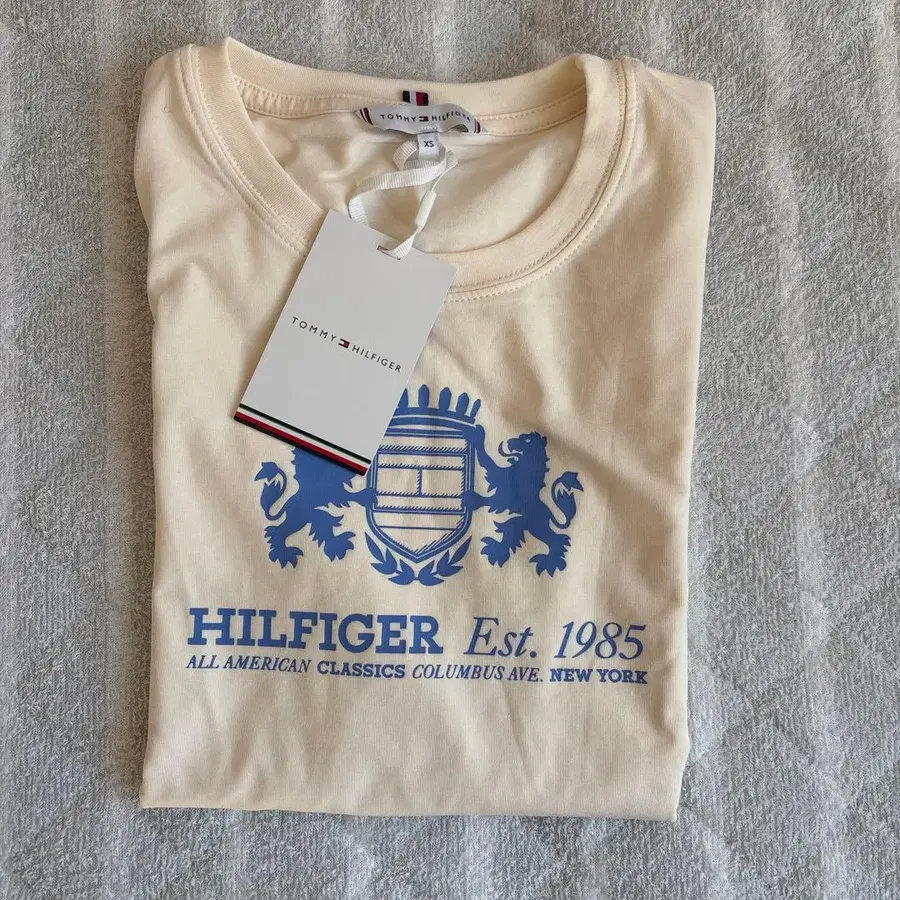 TOMMY HILFIGER
XS
TOMMY HILFIGER
HILFIGER Est. 1985
ALL AMERICAN CLASSICS COLUMBUS AVE. NEW YORK